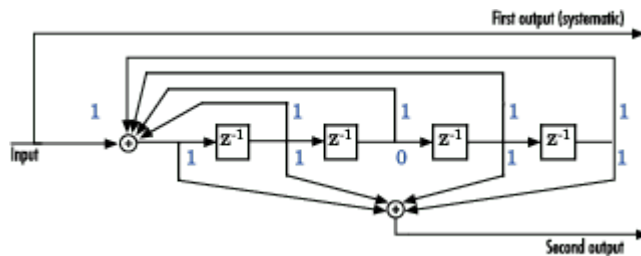 First output (systematic)
1 1 1 1 1
Input
z⁻¹ z⁻¹ z⁻¹ z⁻¹
1 1 0 1 1
Second output